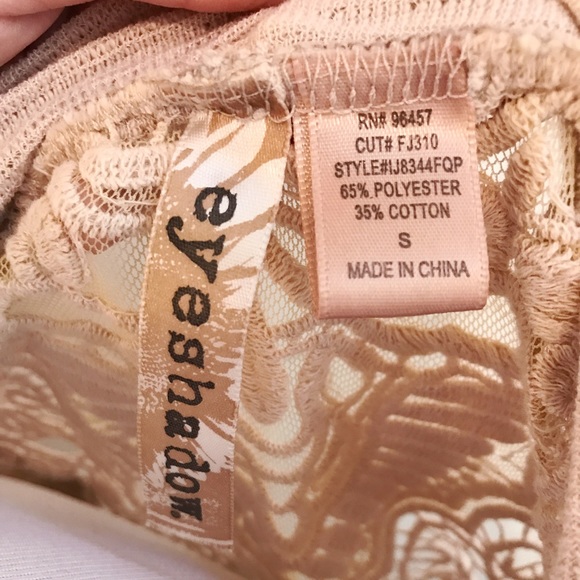 eyeshadow.
RN# 96457
CUT# FJ310
STYLE#IJ8344FQP
65% POLYESTER
35% COTTON
S
MADE IN CHINA